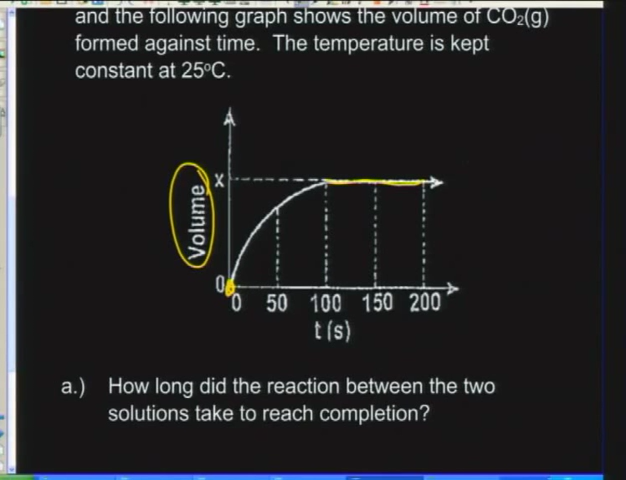 and the following graph shows the volume of CO₂(g)
formed against time. The temperature is kept
constant at 25ºC.
X
Volume
0
0 50 100 150 200
t (s)
a.) How long did the reaction between the two
solutions take to reach completion?